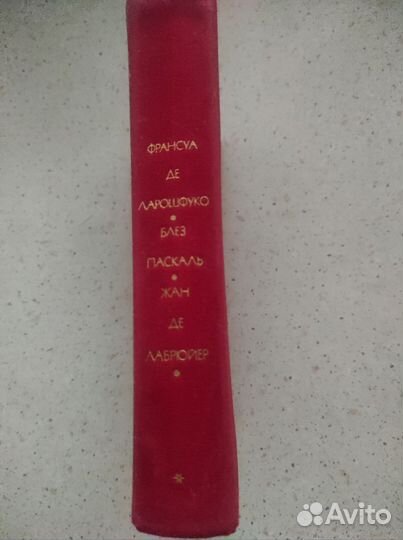 ФРАНСУА
ДЕ
ЛАРОШФУКО
•
БЛЕЗ
ПАСКАЛЬ
•
ЖАН
ДЕ
ЛАБРЮЙЕР
•
Avito